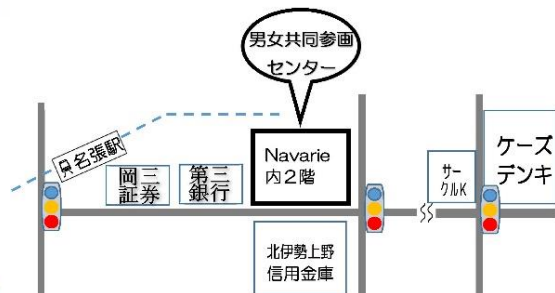 男女共同参画
センター
名張駅
岡三
証券
第三
銀行
Navarie
内2階
サー
クルK
ケーズ
デンキ
北伊勢上野
信用金庫